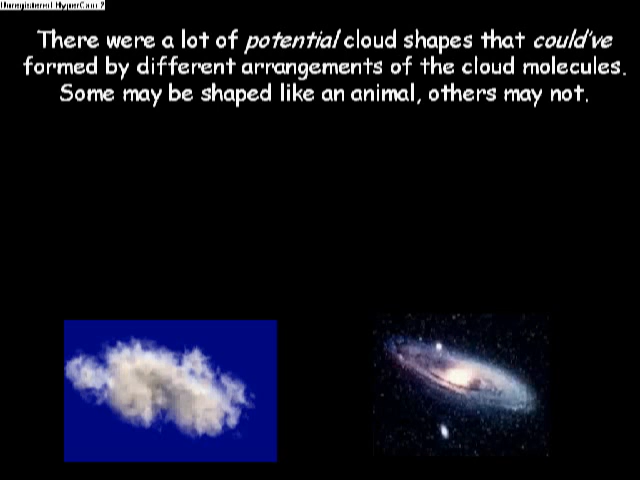 Unregistered HyperCam 2
There were a lot of potential cloud shapes that could've
formed by different arrangements of the cloud molecules.
Some may be shaped like an animal, others may not.